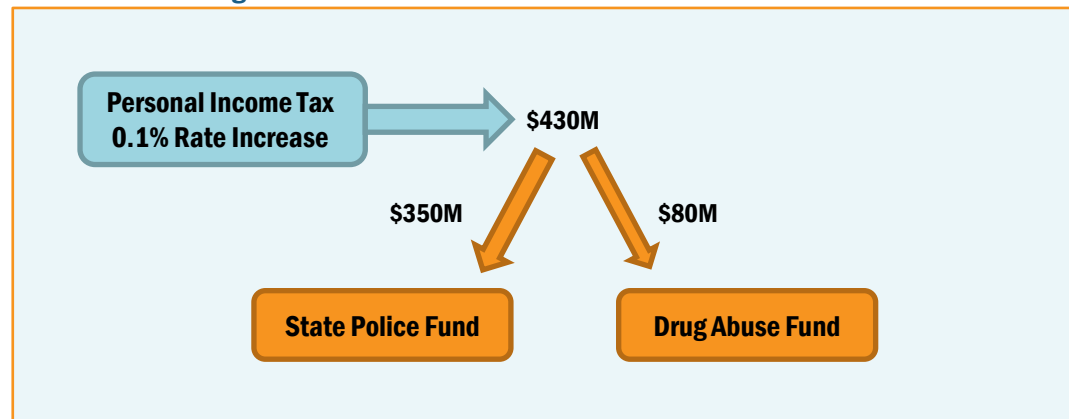 Personal Income Tax
0.1% Rate Increase
$430M
$350M
$80M
State Police Fund
Drug Abuse Fund